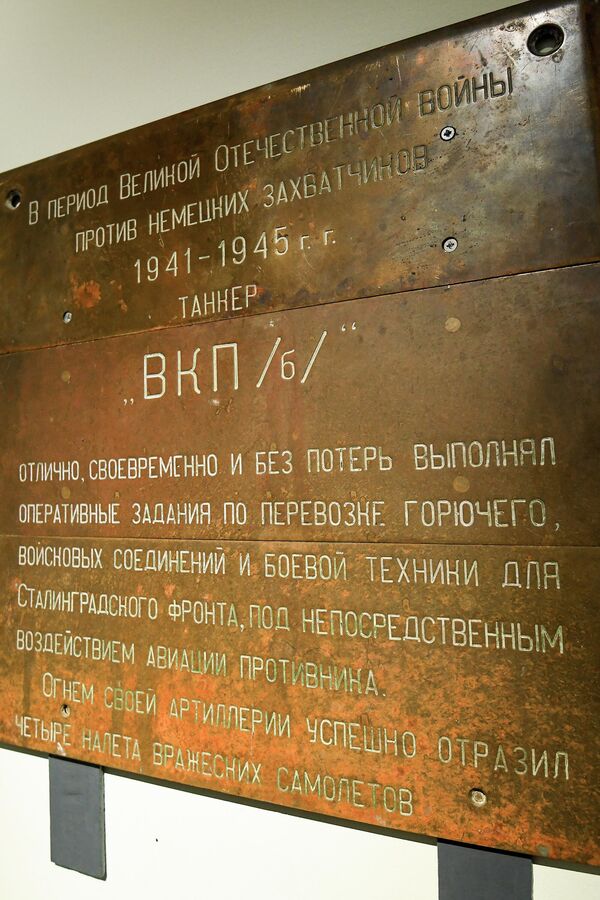 В ПЕРИОД ВЕЛИКОЙ ОТЕЧЕСТВЕННОЙ ВОЙНЫ
ПРОТИВ НЕМЕЦКИХ ЗАХВАТЧИКОВ
1941-1945 г. г.
ТАНКЕР
„ВКП /б/“
ОТЛИЧНО, СВОЕВРЕМЕННО И БЕЗ ПОТЕРЬ ВЫПОЛНЯЛ
ОПЕРАТИВНЫЕ ЗАДАНИЯ ПО ПЕРЕВОЗКЕ ГОРЮЧЕГО,
ВОЙСКОВЫХ СОЕДИНЕНИЙ И БОЕВОЙ ТЕХНИКИ ДЛЯ
СТАЛИНГРАДСКОГО ФРОНТА, ПОД НЕПОСРЕДСТВЕННЫМ
ВОЗДЕЙСТВИЕМ АВИАЦИИ ПРОТИВНИКА.
ОГНЕМ СВОЕЙ АРТИЛЛЕРИИ УСПЕШНО ОТРАЗИЛ
ЧЕТЫРЕ НАЛЕТА ВРАЖЕСКИХ САМОЛЕТОВ